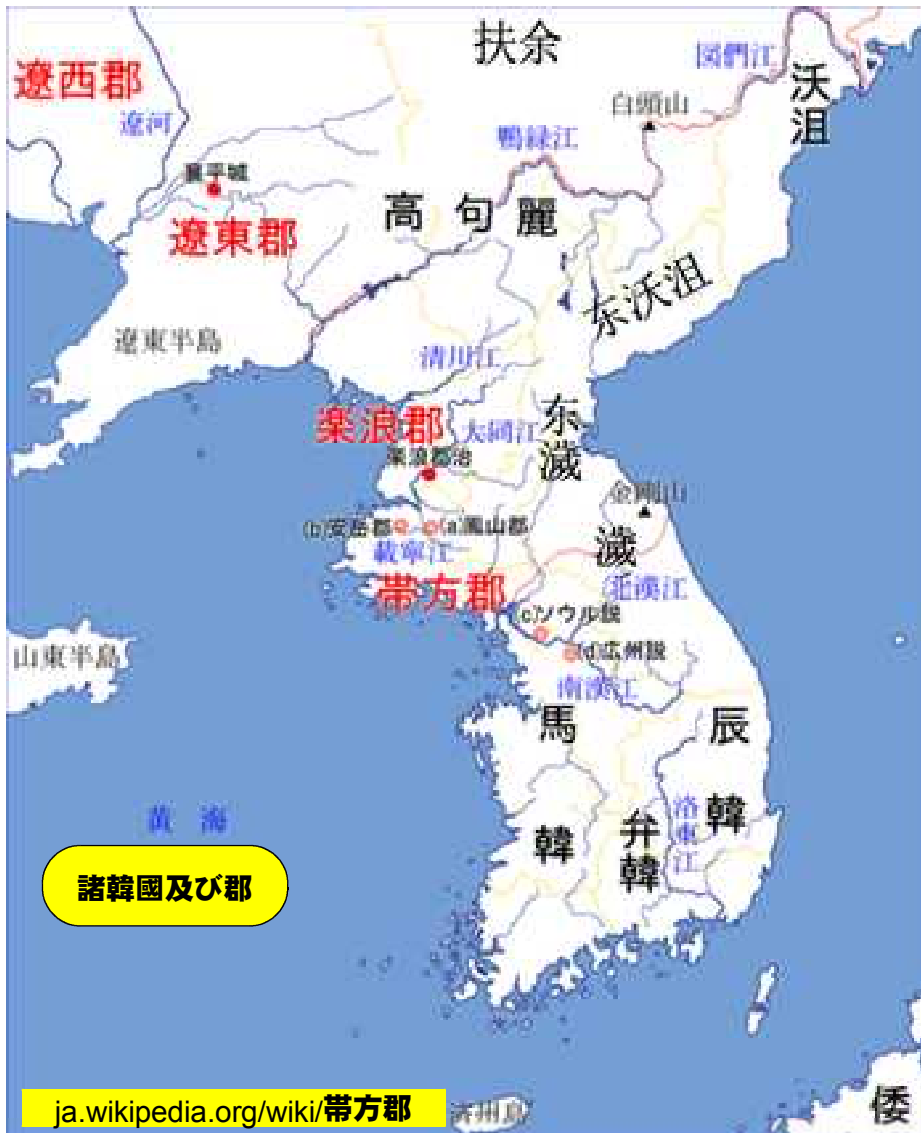 扶余
図們江
遼西郡
沃沮
白頭山
遼河
鴨緑江
襄平城
高句麗
遼東郡
东沃沮
遼東半島
清川江
楽浪郡
大同江
东濊
楽浪郡治
金剛山
(b)安岳郡
(a)鳳山郡
濊
載寧江
帯方郡
北漢江
(c)ソウル説
(d)広州説
山東半島
南漢江
馬韓
辰韓
弁韓
洛東江
黄 海
諸韓國及び郡
ja.wikipedia.org/wiki/帯方郡
済州島
倭